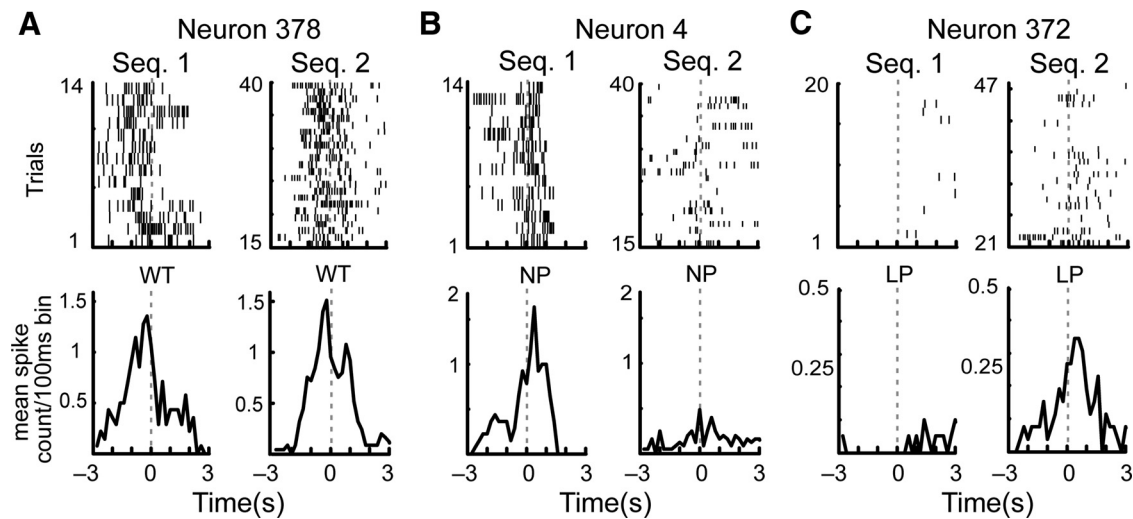 A Neuron 378 B Neuron 4 C Neuron 372
Seq. 1 Seq. 2 Seq. 1 Seq. 2 Seq. 1 Seq. 2
14 40 14 40 20 47
Trials
1 15 1 15 1 21
WT WT NP NP LP LP
1.5 1.5 2 2 0.5 0.5
1 1 1 1 0.25 0.25
0.5 0.5
mean spike
count/100ms bin
–3 0 3 –3 0 3 –3 0 3 –3 0 3 –3 0 3 –3 0 3
Time(s) Time(s) Time(s)